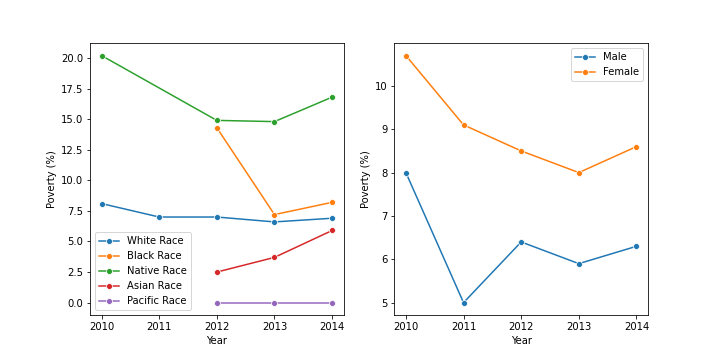 20.0
17.5
15.0
12.5
10.0
7.5
5.0
2.5
0.0
Poverty (%)
White Race
Black Race
Native Race
Asian Race
Pacific Race
2010 2011 2012 2013 2014
Year
10
9
8
7
6
5
Poverty (%)
Male
Female
2010 2011 2012 2013 2014
Year